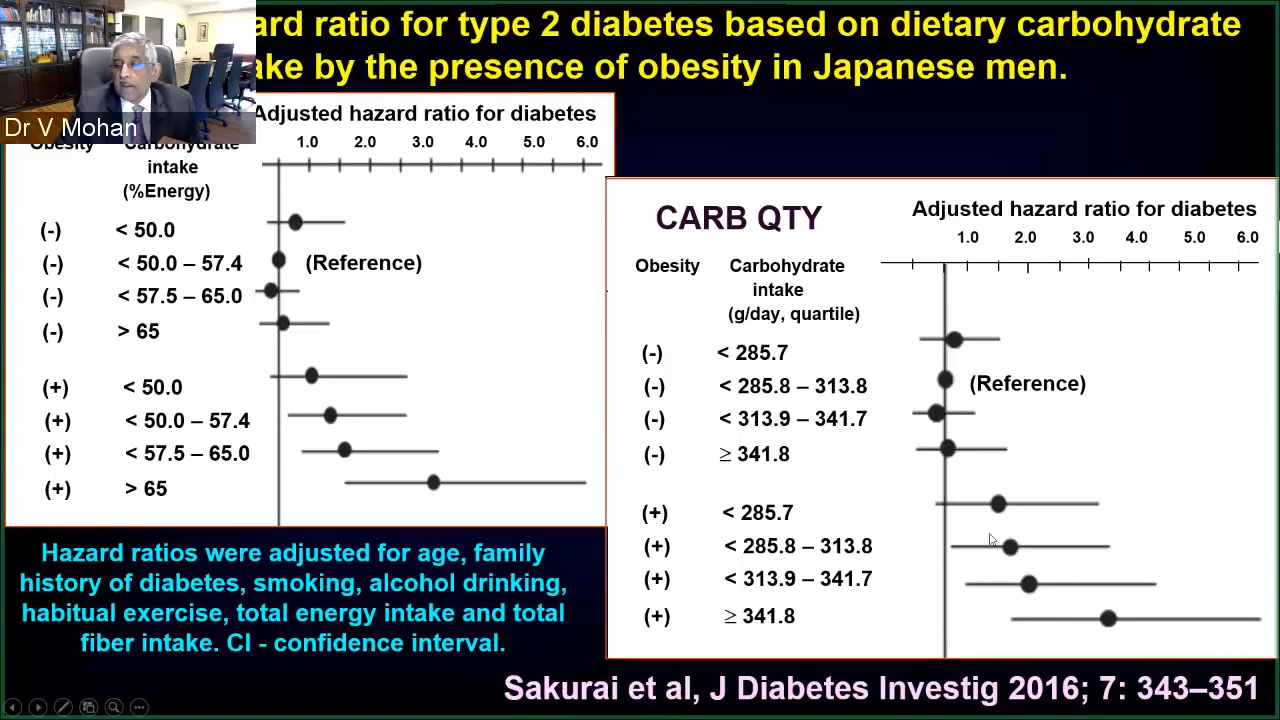 ard ratio for type 2 diabetes based on dietary carbohydrate
ake by the presence of obesity in Japanese men.
Dr V Mohan
Adjusted hazard ratio for diabetes
1.0 2.0 3.0 4.0 5.0 6.0
Obesity Carbohydrate
intake
(%Energy)
(-) < 50.0
(-) < 50.0 – 57.4 (Reference)
(-) < 57.5 – 65.0
(-) > 65
(+) < 50.0
(+) < 50.0 – 57.4
(+) < 57.5 – 65.0
(+) > 65
CARB QTY
Adjusted hazard ratio for diabetes
1.0 2.0 3.0 4.0 5.0 6.0
Obesity Carbohydrate
intake
(g/day, quartile)
(-) < 285.7
(-) < 285.8 – 313.8 (Reference)
(-) < 313.9 – 341.7
(-) ≥ 341.8
(+) < 285.7
(+) < 285.8 – 313.8
(+) < 313.9 – 341.7
(+) ≥ 341.8
Hazard ratios were adjusted for age, family
history of diabetes, smoking, alcohol drinking,
habitual exercise, total energy intake and total
fiber intake. CI - confidence interval.
Sakurai et al, J Diabetes Investig 2016; 7: 343–351